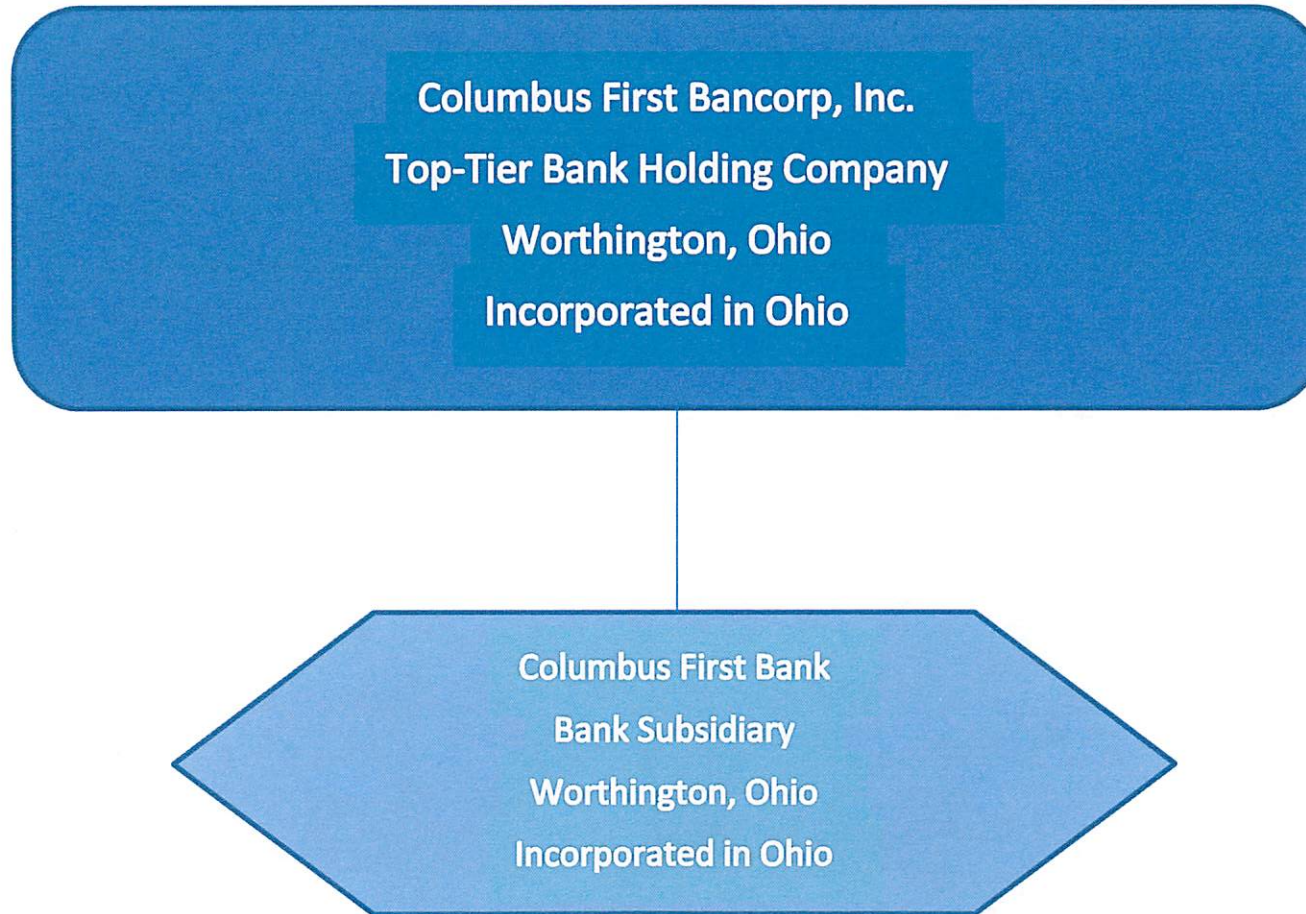 Columbus First Bancorp, Inc.
Top-Tier Bank Holding Company
Worthington, Ohio
Incorporated in Ohio
Columbus First Bank
Bank Subsidiary
Worthington, Ohio
Incorporated in Ohio